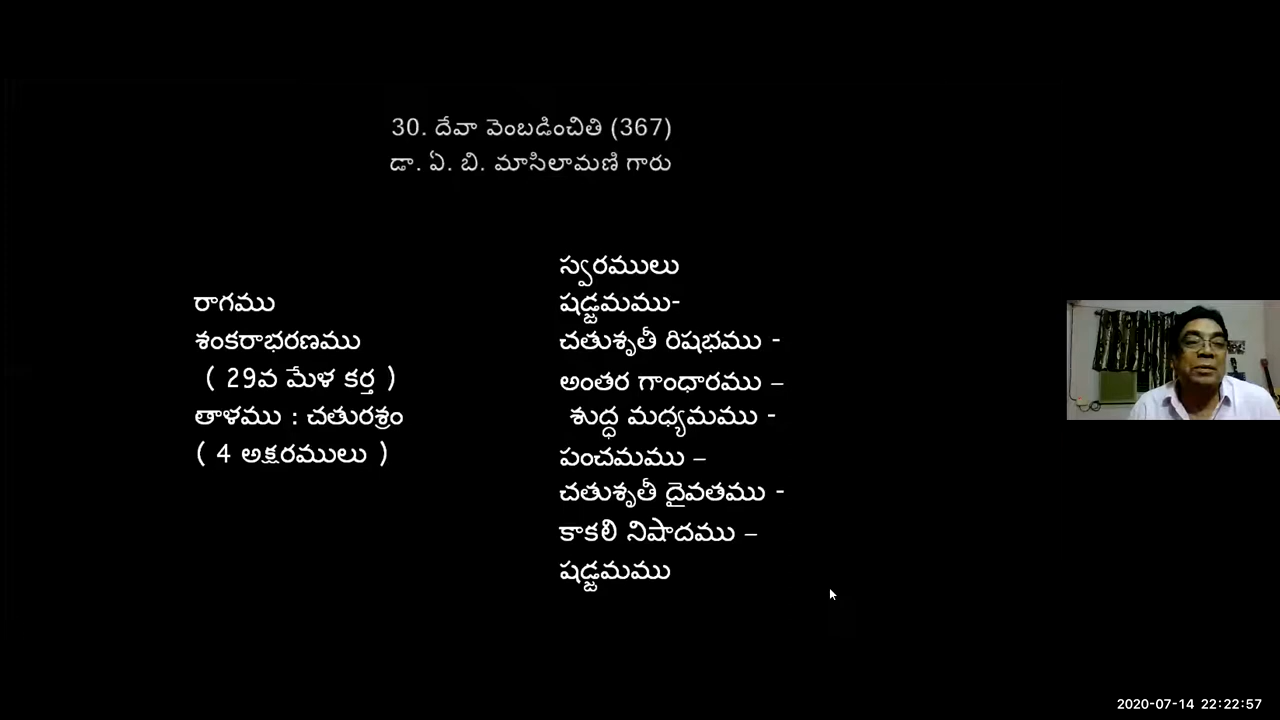 30. దేవా వెంబడించితి (367)
డా. ఏ. బి. మాసిలామణి గారు
రాగము
శంకరాభరణము
( 29వ మేళ కర్త )
తాళము : చతురశ్రం
( 4 అక్షరములు )
స్వరములు
షడ్జమము-
చతుశృతీ రిషభము -
అంతర గాంధారము –
శుద్ధ మధ్యమము -
పంచమము –
చతుశృతీ దైవతము -
కాకలి నిషాదము –
షడ్జమము
2020-07-14 22:22:57